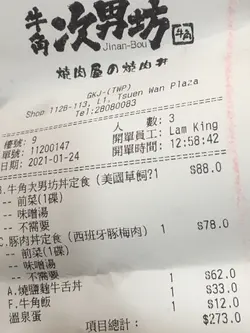 牛角
次男坊
牛角
Jinan-Bou
燒肉屋の燒肉丼
GKJ-(TWP)
Shop 112B-113, L1, Tsuen Wan Plaza
Tel:28080083
檯號: 9 人 數: 3
單號: 11200147 開單員工: Lam King
日期: 2021-01-24 開單時間: 12:58:42
.牛角次男坊丼定食 (美國草飼?1 $88.0
-- 前菜(1碟)
-- 味噌湯
-- 不需要
C.豚肉丼定食 (西班牙豚梅肉) 1 $78.0
-- 前菜(1碟)
-- 味噌湯
-- 不需要
A.燒鹽麹牛舌丼 1 $62.0
F.牛角飯 1 $33.0
溫泉蛋 1 $12.0
項目總計: $273.0